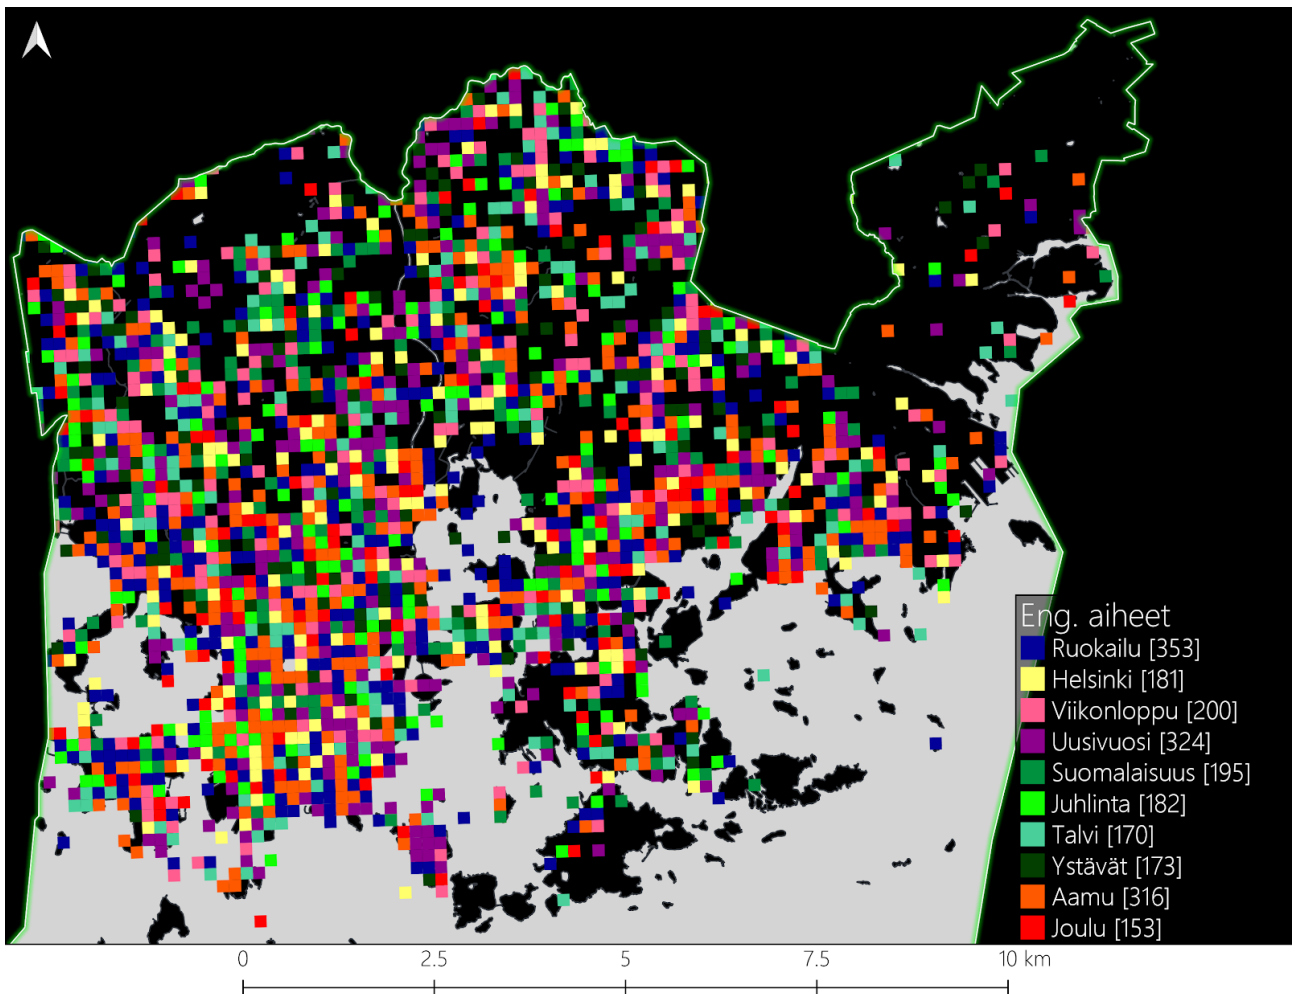 Eng. aiheet
Ruokailu [353]
Helsinki [181]
Viikonloppu [200]
Uusivuosi [324]
Suomalaisuus [195]
Juhlinta [182]
Talvi [170]
Ystävät [173]
Aamu [316]
Joulu [153]
0 2.5 5 7.5 10 km